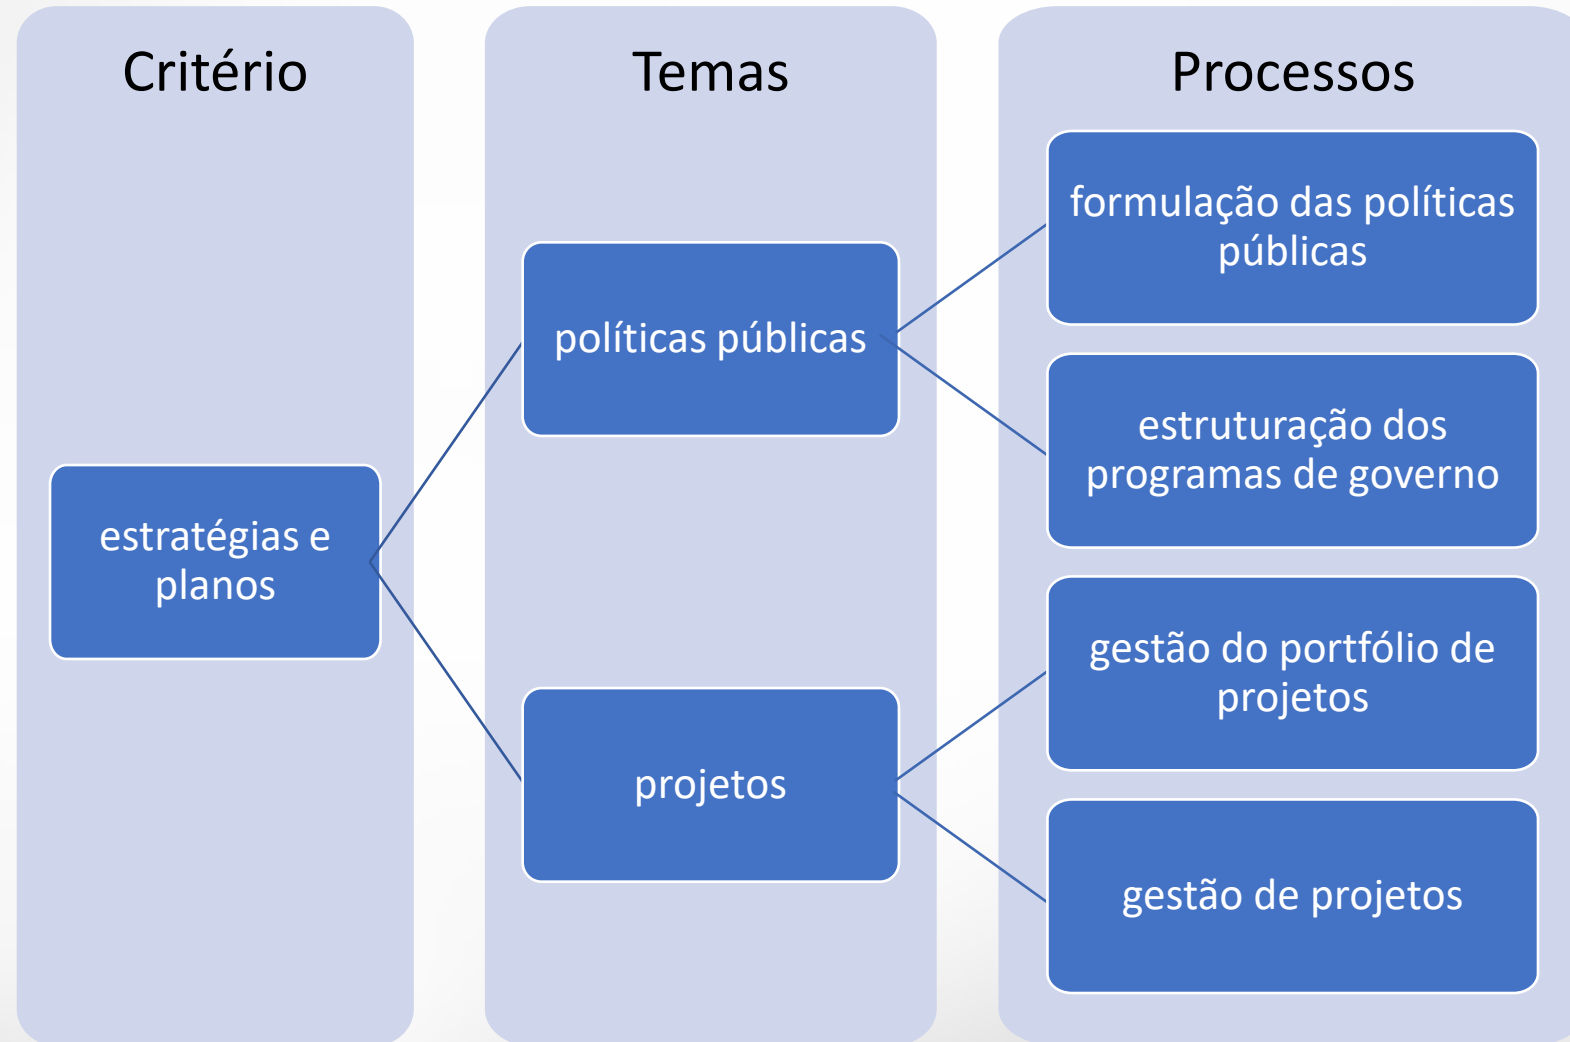 Critério
Temas
Processos
estratégias e
planos
políticas públicas
projetos
formulação das políticas
públicas
estruturação dos
programas de governo
gestão do portfólio de
projetos
gestão de projetos